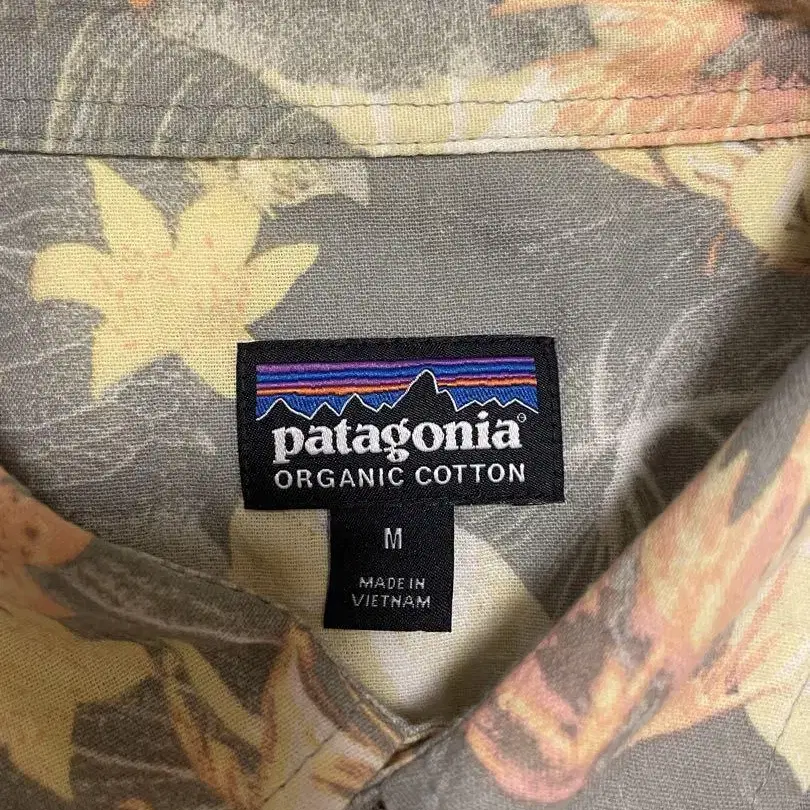 patagonia®
ORGANIC COTTON
M
MADE IN
VIETNAM